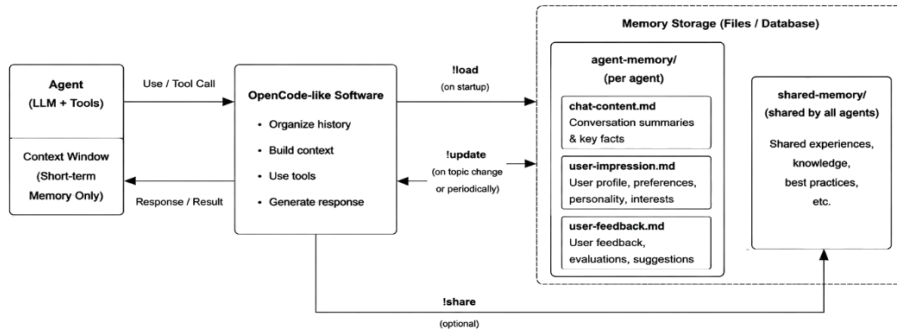 Agent
(LLM + Tools)
Context Window
(Short-term
Memory Only)
Use / Tool Call
Response / Result
OpenCode-like Software
• Organize history
• Build context
• Use tools
• Generate response
!load
(on startup)
!update
(on topic change
or periodically)
!share
(optional)
Memory Storage (Files / Database)
agent-memory/
(per agent)
chat-content.md
Conversation summaries
& key facts
user-impression.md
User profile, preferences,
personality, interests
user-feedback.md
User feedback,
evaluations, suggestions
shared-memory/
(shared by all agents)
Shared experiences,
knowledge,
best practices,
etc.